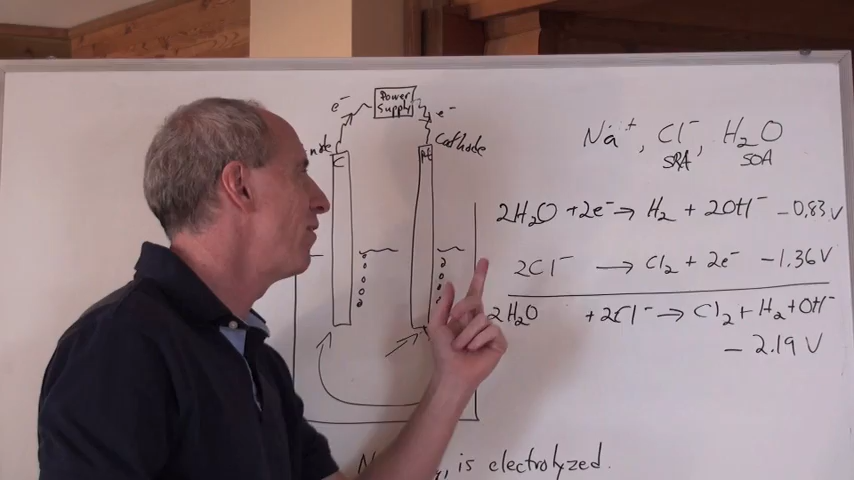 Power
Supply
e⁻
e⁻
Cathode
C
Pt
Na⁺, Cl⁻, H₂O
SRA SOA
2H₂O + 2e⁻ → H₂ + 2OH⁻ -0.83 V
2Cl⁻ → Cl₂ + 2e⁻ -1.36 V
2H₂O + 2Cl⁻ → Cl₂ + H₂ + OH⁻
- 2.19 V
is electrolyzed.